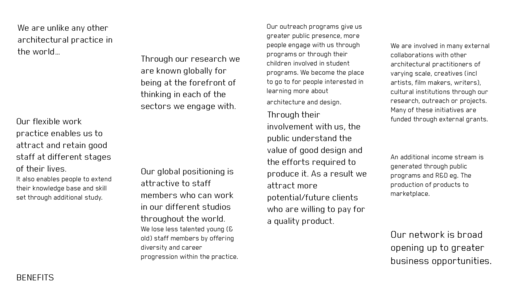 We are unlike any other
architectural practice in
the world...
Our flexible work
practice enables us to
attract and retain good
staff at different stages
of their lives.
It also enables people to extend
their knowledge base and skill
set through additional study.
BENEFITS
Through our research we
are known globally for
being at the forefront of
thinking in each of the
sectors we engage with.
Our global positioning is
attractive to staff
members who can work
in our different studios
throughout the world.
We lose less talented young (&
old) staff members by offering
diversity and career
progression within the practice.
Our outreach programs give us
greater public presence, more
people engage with us through
programs or through their
children involved in student
programs. We become the place
to go to for people interested in
learning more about
architecture and design.
Through their
involvement with us, the
public understand the
value of good design and
the efforts required to
produce it. As a result we
attract more
potential/future clients
who are willing to pay for
a quality product.
We are involved in many external
collaborations with other
architectural practitioners of
varying scale, creatives (incl
artists, film makers, writers),
cultural institutions through our
research, outreach or projects.
Many of these initiatives are
funded through external grants.
An additional income stream is
generated through public
programs and R&D eg. The
production of products to
marketplace.
Our network is broad
opening up to greater
business opportunities.